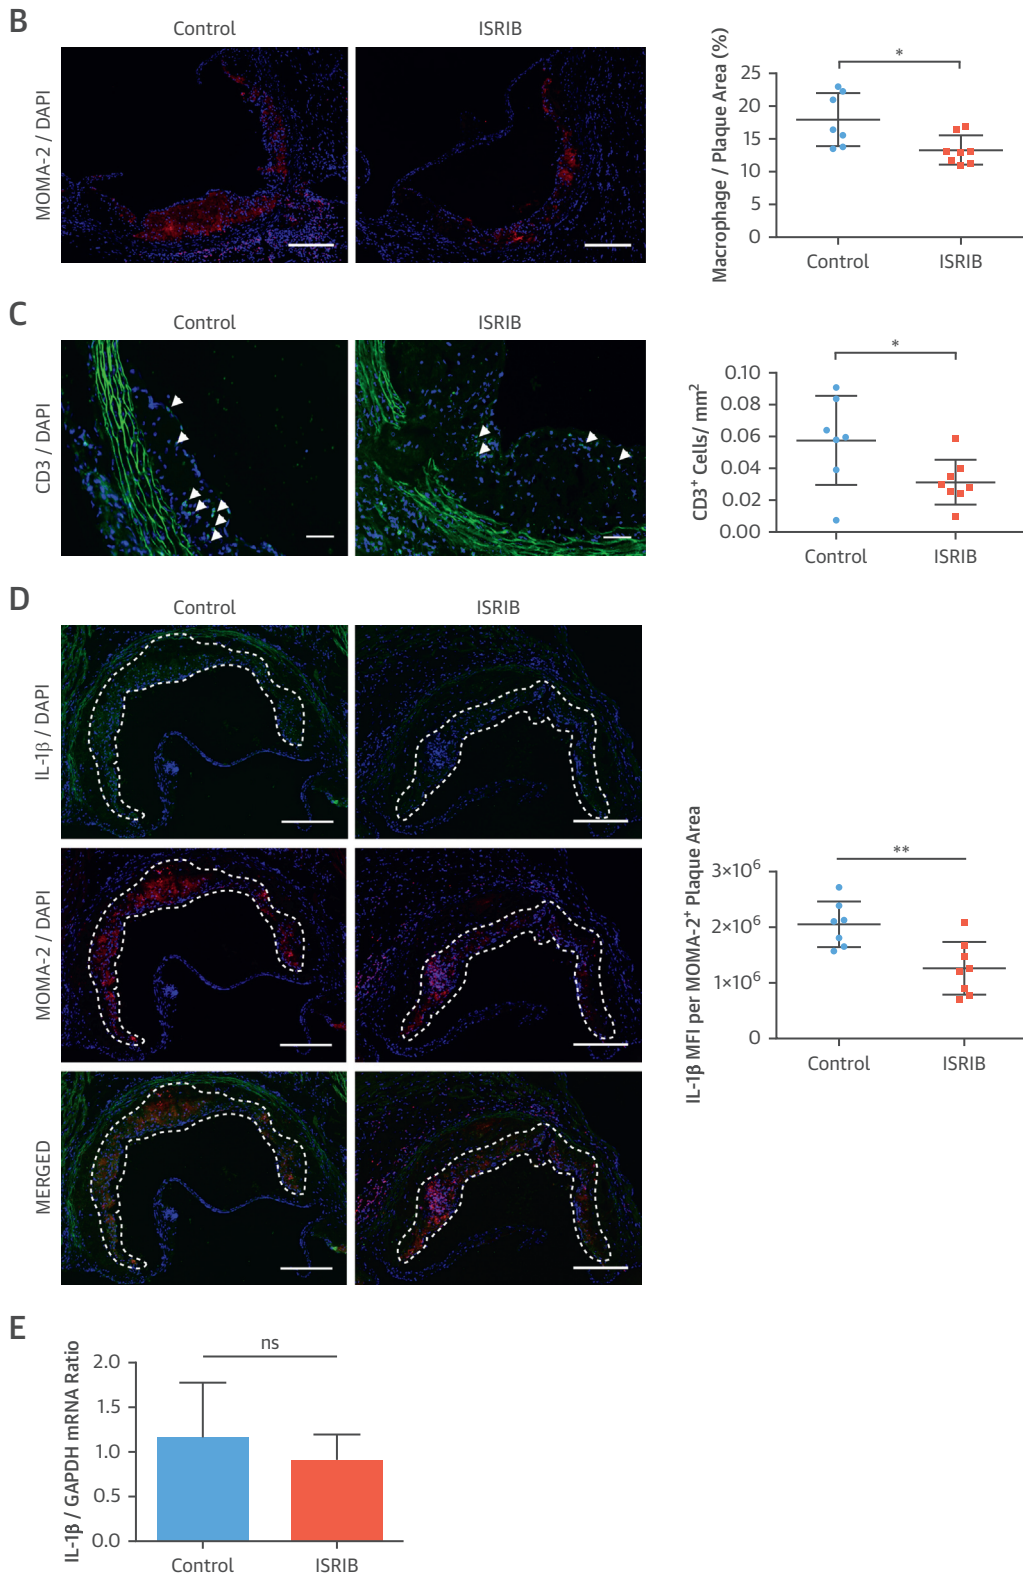 B
Control
ISRIB
MOMA-2 / DAPI
Macrophage / Plaque Area (%)
*
25
20
15
10
5
0
Control
ISRIB
C
Control
ISRIB
CD3 / DAPI
CD3⁺ Cells/ mm²
*
0.10
0.08
0.06
0.04
0.02
0.00
Control
ISRIB
D
Control
ISRIB
IL-1β / DAPI
MOMA-2 / DAPI
MERGED
IL-1β MFI per MOMA-2⁺ Plaque Area
**
3×10⁶
2×10⁶
1×10⁶
0
Control
ISRIB
E
IL-1β / GAPDH mRNA Ratio
ns
2.0
1.5
1.0
0.5
0.0
Control
ISRIB